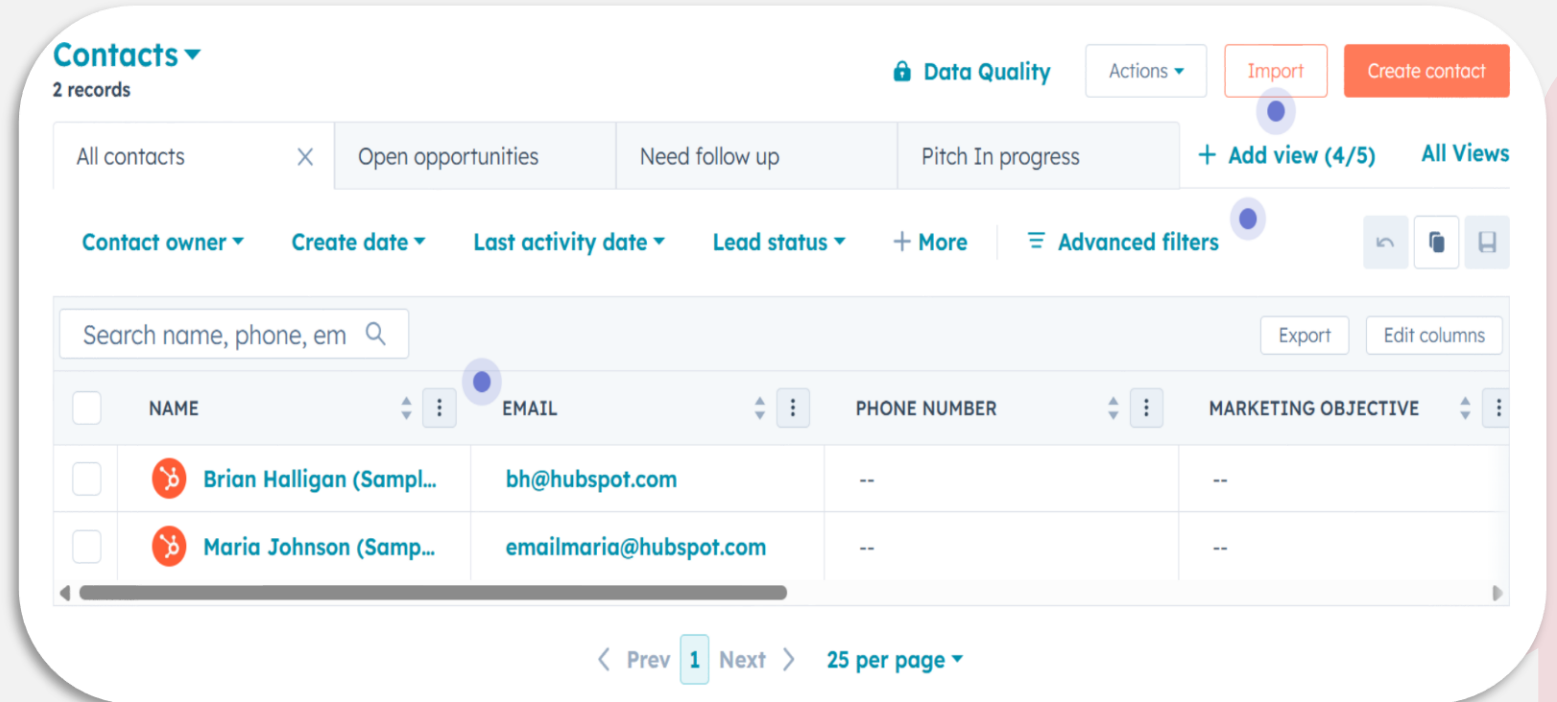 Contacts
2 records
Data Quality
Actions
Import
Create contact
All contacts
Open opportunities
Need follow up
Pitch In progress
+ Add view (4/5)
All Views
Contact owner
Create date
Last activity date
Lead status
+ More
Advanced filters
Search name, phone, em
Export
Edit columns
NAME
EMAIL
PHONE NUMBER
MARKETING OBJECTIVE
Brian Halligan (Sampl...
bh@hubspot.com
--
--
Maria Johnson (Samp...
emailmaria@hubspot.com
--
--
Prev
1
Next
25 per page